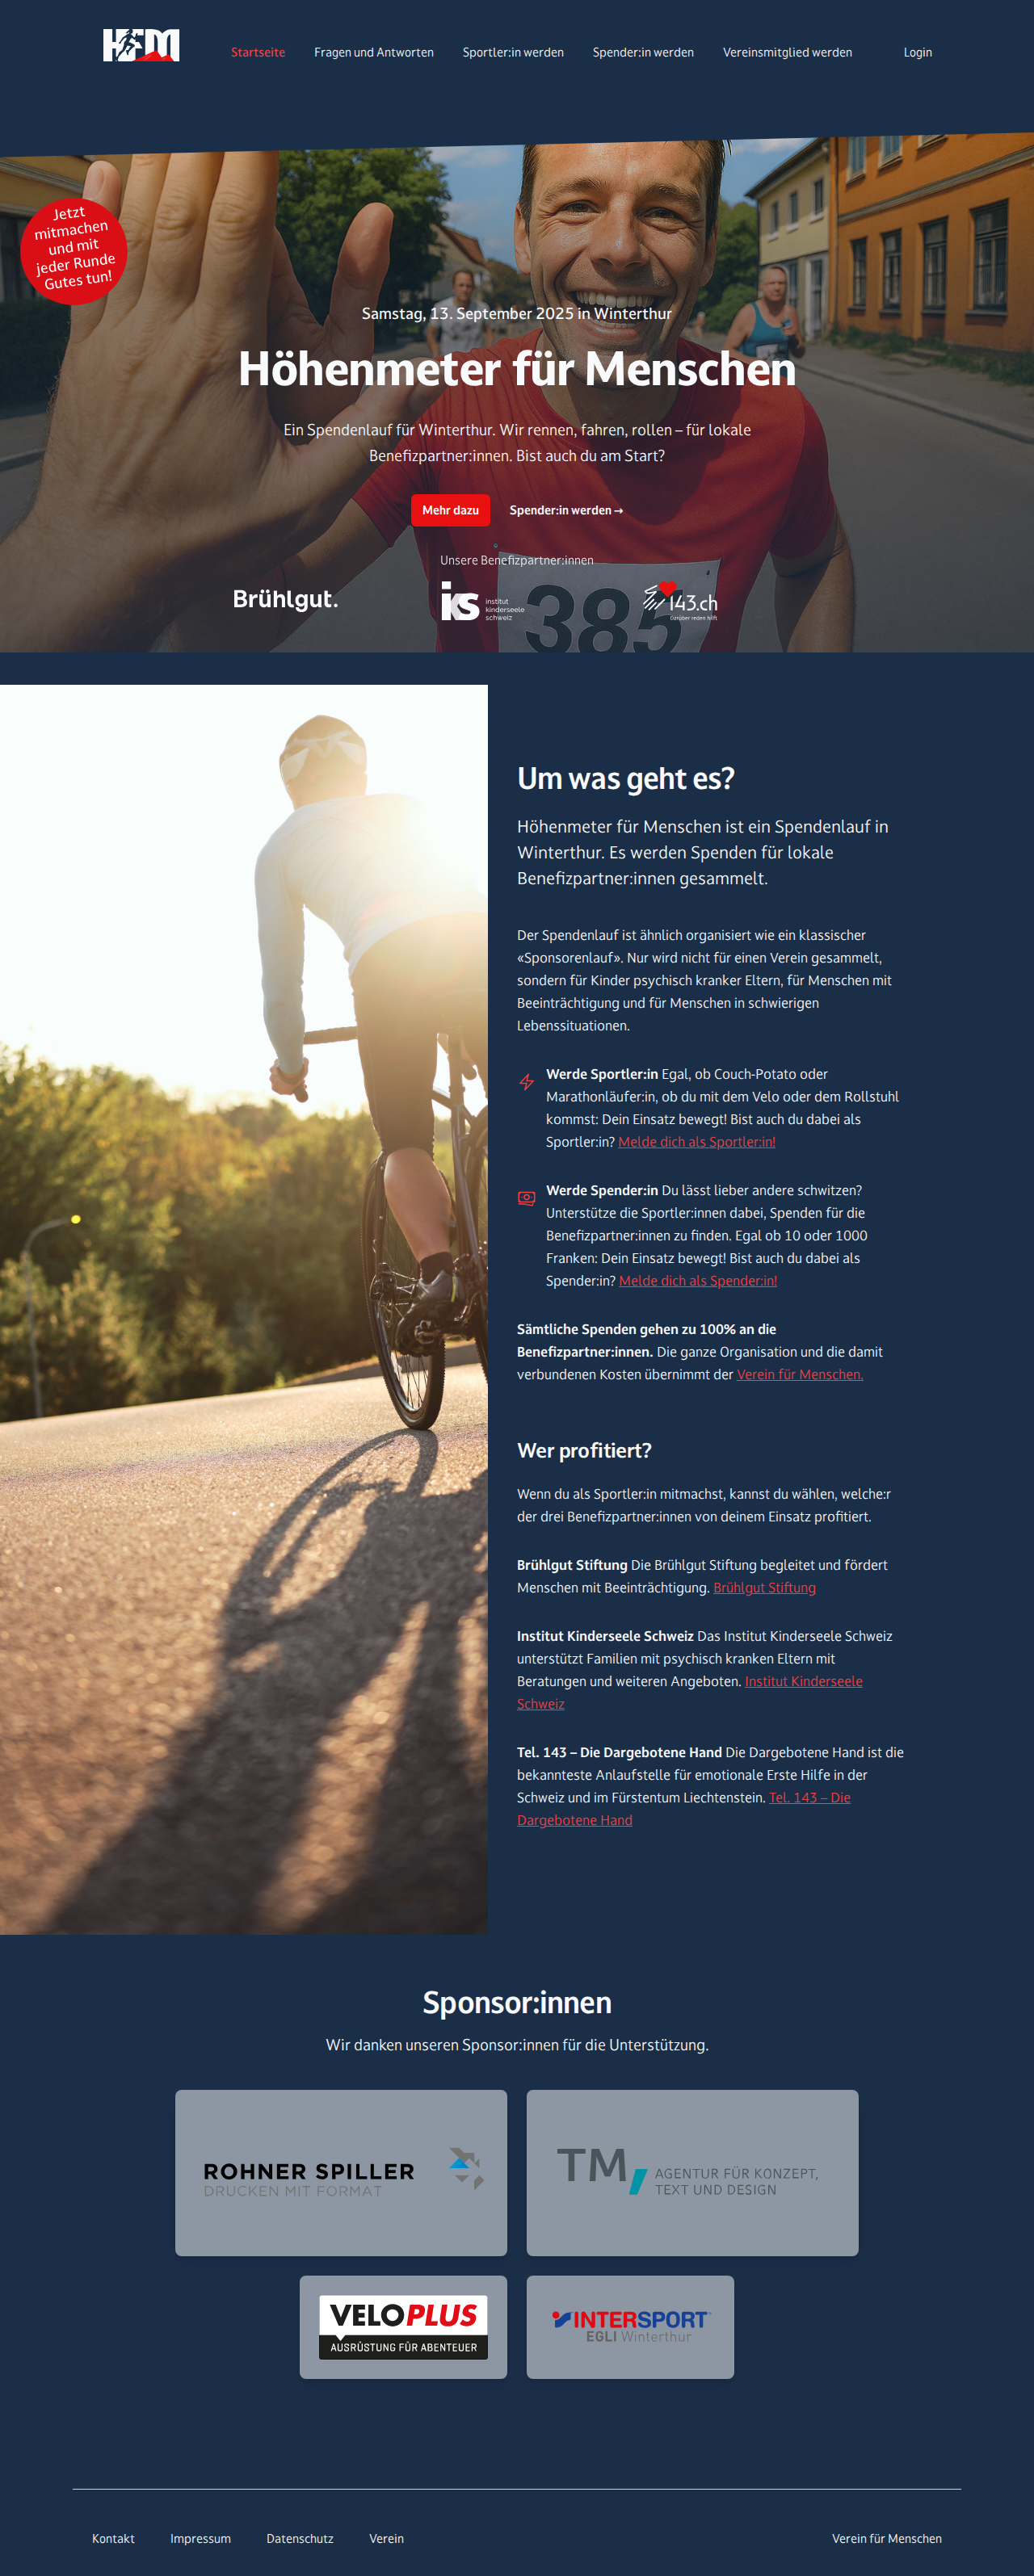 HFM
Startseite
Fragen und Antworten
Sportler:in werden
Spender:in werden
Vereinsmitglied werden
Login
Jetzt
mitmachen
und mit
jeder Runde
Gutes tun!
Samstag, 13. September 2025 in Winterthur
Höhenmeter für Menschen
Ein Spendenlauf für Winterthur. Wir rennen, fahren, rollen – für lokale
Benefizpartner:innen. Bist auch du am Start?
Mehr dazu
Spender:in werden →
Unsere Benefizpartner:innen
Brühlgut.
iks
institut
kinderseele
schweiz
143.ch
Darüber reden hilft.
385
Um was geht es?
Höhenmeter für Menschen ist ein Spendenlauf in
Winterthur. Es werden Spenden für lokale
Benefizpartner:innen gesammelt.
Der Spendenlauf ist ähnlich organisiert wie ein klassischer
«Sponsorenlauf». Nur wird nicht für einen Verein gesammelt,
sondern für Kinder psychisch kranker Eltern, für Menschen mit
Beeinträchtigung und für Menschen in schwierigen
Lebenssituationen.
Werde Sportler:in Egal, ob Couch-Potato oder
Marathonläufer:in, ob du mit dem Velo oder dem Rollstuhl
kommst: Dein Einsatz bewegt! Bist auch du dabei als
Sportler:in? Melde dich als Sportler:in!
Werde Spender:in Du lässt lieber andere schwitzen?
Unterstütze die Sportler:innen dabei, Spenden für die
Benefizpartner:innen zu finden. Egal ob 10 oder 1000
Franken: Dein Einsatz bewegt! Bist auch du dabei als
Spender:in? Melde dich als Spender:in!
Sämtliche Spenden gehen zu 100% an die
Benefizpartner:innen. Die ganze Organisation und die damit
verbundenen Kosten übernimmt der Verein für Menschen.
Wer profitiert?
Wenn du als Sportler:in mitmachst, kannst du wählen, welche:r
der drei Benefizpartner:innen von deinem Einsatz profitiert.
Brühlgut Stiftung Die Brühlgut Stiftung begleitet und fördert
Menschen mit Beeinträchtigung. Brühlgut Stiftung
Institut Kinderseele Schweiz Das Institut Kinderseele Schweiz
unterstützt Familien mit psychisch kranken Eltern mit
Beratungen und weiteren Angeboten. Institut Kinderseele
Schweiz
Tel. 143 – Die Dargebotene Hand Die Dargebotene Hand ist die
bekannteste Anlaufstelle für emotionale Erste Hilfe in der
Schweiz und im Fürstentum Liechtenstein. Tel. 143 – Die
Dargebotene Hand
Sponsor:innen
Wir danken unseren Sponsor:innen für die Unterstützung.
ROHNER SPILLER
DRUCKEN MIT FORMAT
TM
AGENTUR FÜR KONZEPT,
TEXT UND DESIGN
VELOPLUS
AUSRÜSTUNG FÜR ABENTEUER
INTERSPORT
EGLI Winterthur
Kontakt
Impressum
Datenschutz
Verein
Verein für Menschen